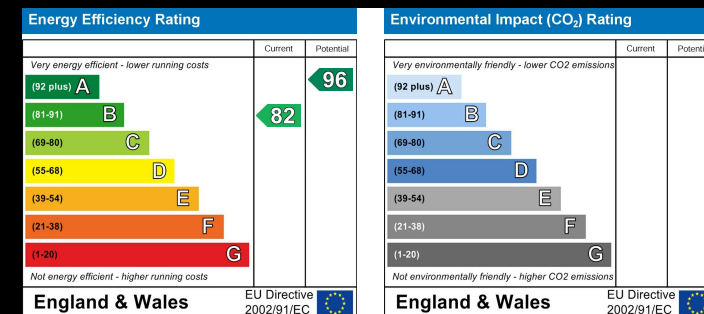 Energy Efficiency Rating
Current Potential
Very energy efficient - lower running costs
(92 plus) A
96
(81-91) B
82
(69-80) C
(55-68) D
(39-54) E
(21-38) F
(1-20) G
Not energy efficient - higher running costs
England & Wales
EU Directive
2002/91/EC
Environmental Impact (CO2) Rating
Current Potenti
Very environmentally friendly - lower CO2 emissions
(92 plus) A
(81-91) B
(69-80) C
(55-68) D
(39-54) E
(21-38) F
(1-20) G
Not environmentally friendly - higher CO2 emissions
England & Wales
EU Directive
2002/91/EC